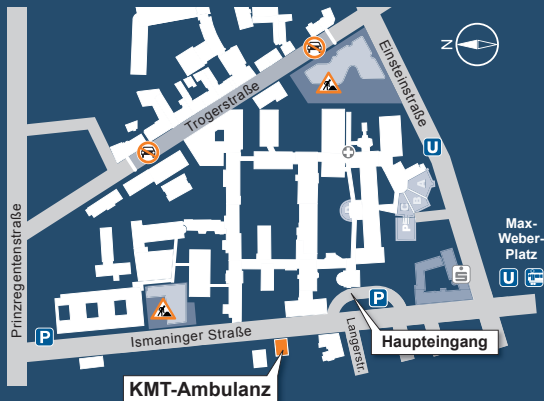 N
Einsteinstraße
Trogerstraße
Prinzregentenstraße
U
A
B
C
D
P
Max-
Weber-
Platz
U
S
P
P
Ismaninger Straße
Langerstr.
Haupteingang
KMT-Ambulanz